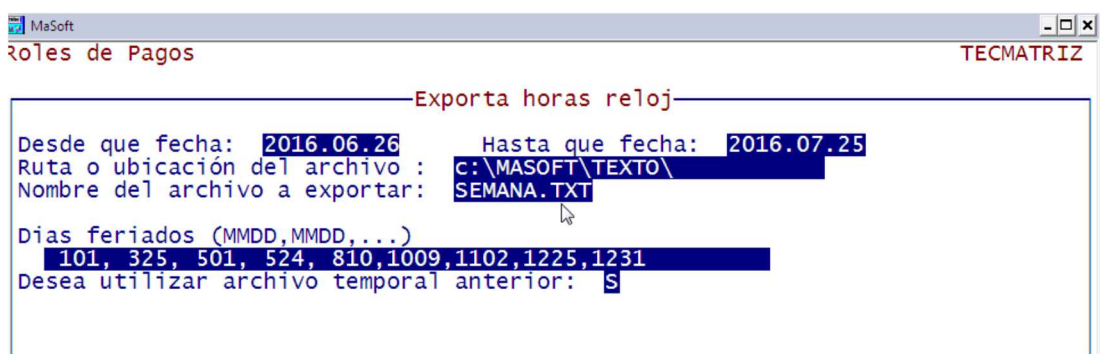 MaSoft
Roles de Pagos TECMATRIZ
Exporta horas reloj
Desde que fecha: 2016.06.26 Hasta que fecha: 2016.07.25
Ruta o ubicación del archivo : c:\MASOFT\TEXTO\
Nombre del archivo a exportar: SEMANA.TXT
Dias feriados (MMDD,MMDD,...)
101, 325, 501, 524, 810,1009,1102,1225,1231
Desea utilizar archivo temporal anterior: S